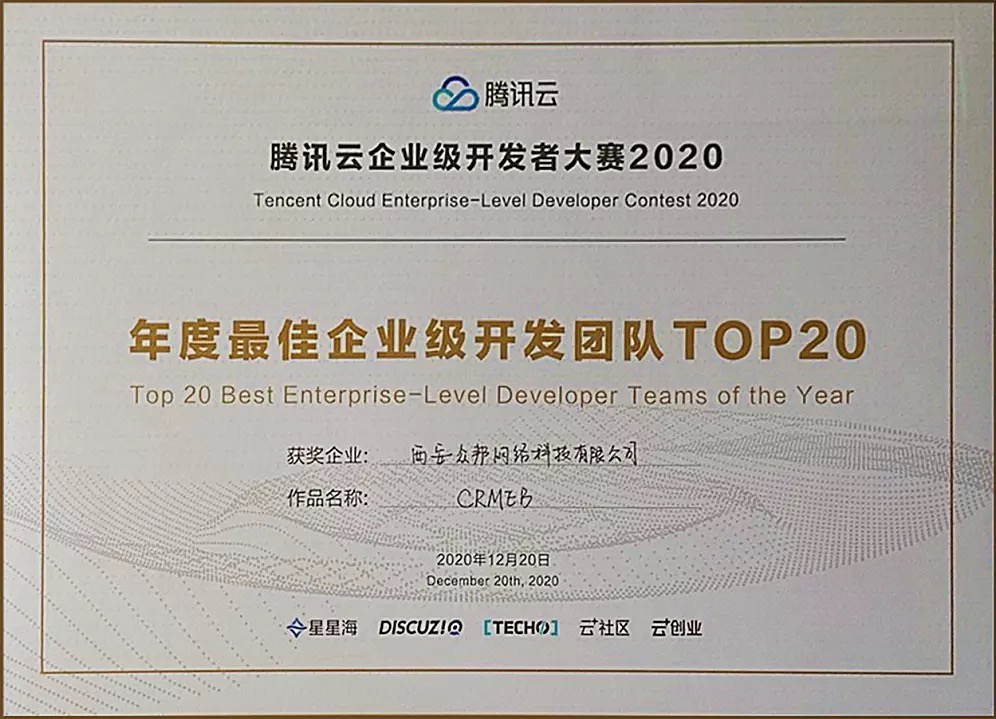 腾讯云
腾讯云企业级开发者大赛2020
Tencent Cloud Enterprise-Level Developer Contest 2020
年度最佳企业级开发团队TOP20
Top 20 Best Enterprise-Level Developer Teams of the Year
获奖企业: 西安众邦网络科技有限公司
作品名称: CRMEB
2020年12月20日
December 20th, 2020
星星海 DISCUZ!Q [TECHO] 云+社区 云+创业